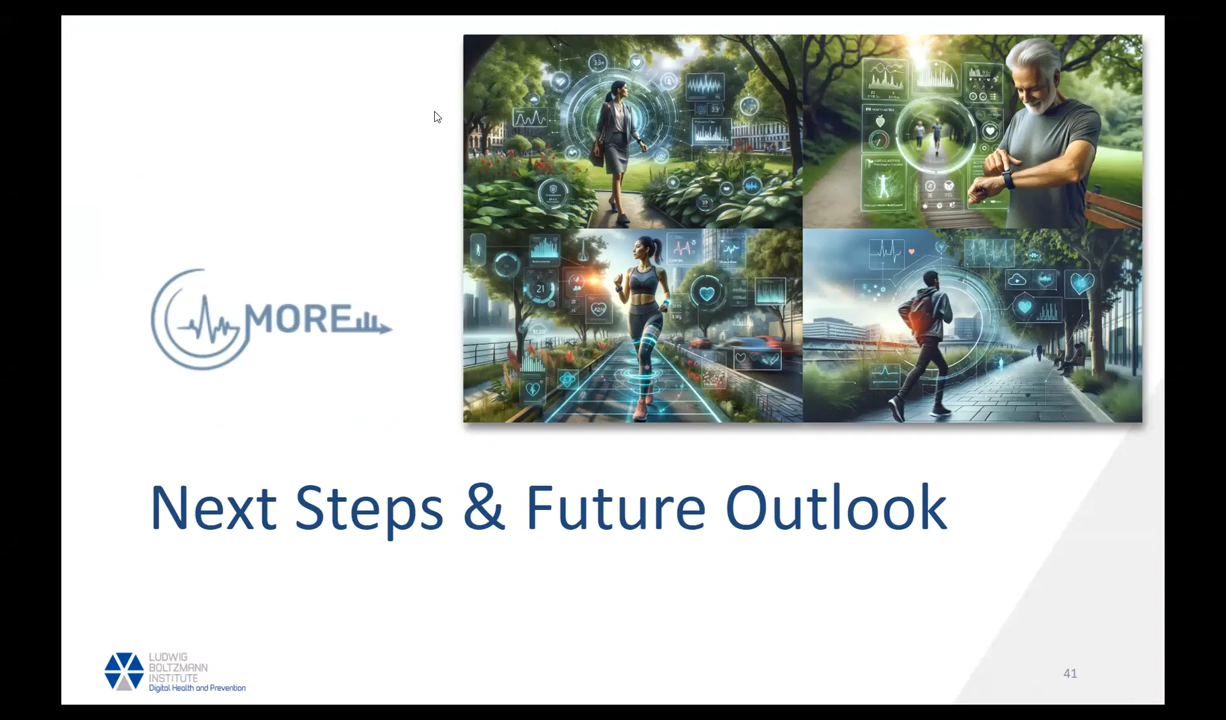 MORE
Next Steps & Future Outlook
LUDWIG
BOLTZMANN
INSTITUTE
Digital Health and Prevention
41